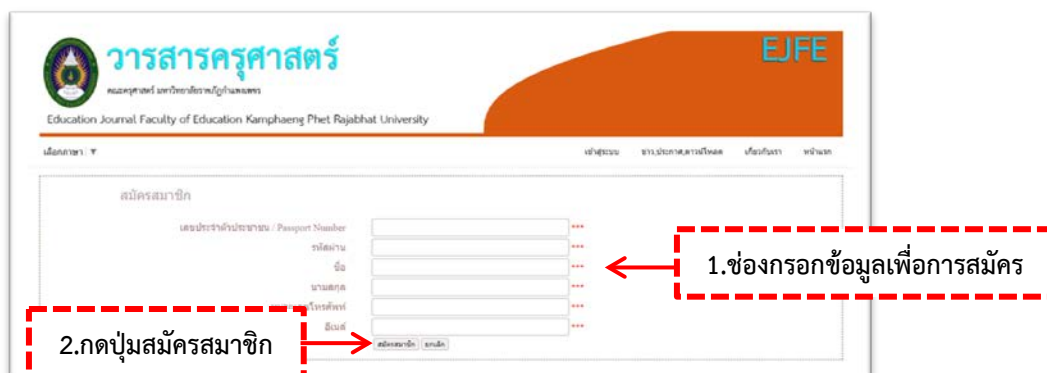 วารสารครุศาสตร์
EJFE
คณะครุศาสตร์ มหาวิทยาลัยราชภัฏกำแพงเพชร
Education Journal Faculty of Education Kamphaeng Phet Rajabhat University
เลือกภาษา ▼
เข้าสู่ระบบ ข่าว,ประกาศ,ดาวน์โหลด เกี่ยวกับเรา หน้าแรก
สมัครสมาชิก
เลขประจำตัวประชาชน / Passport Number ***
รหัสผ่าน ***
ชื่อ ***
1.ช่องกรอกข้อมูลเพื่อการสมัคร
นามสกุล ***
โทรศัพท์ ***
อีเมล์ ***
2.กดปุ่มสมัครสมาชิก
สมัครสมาชิก ยกเลิก